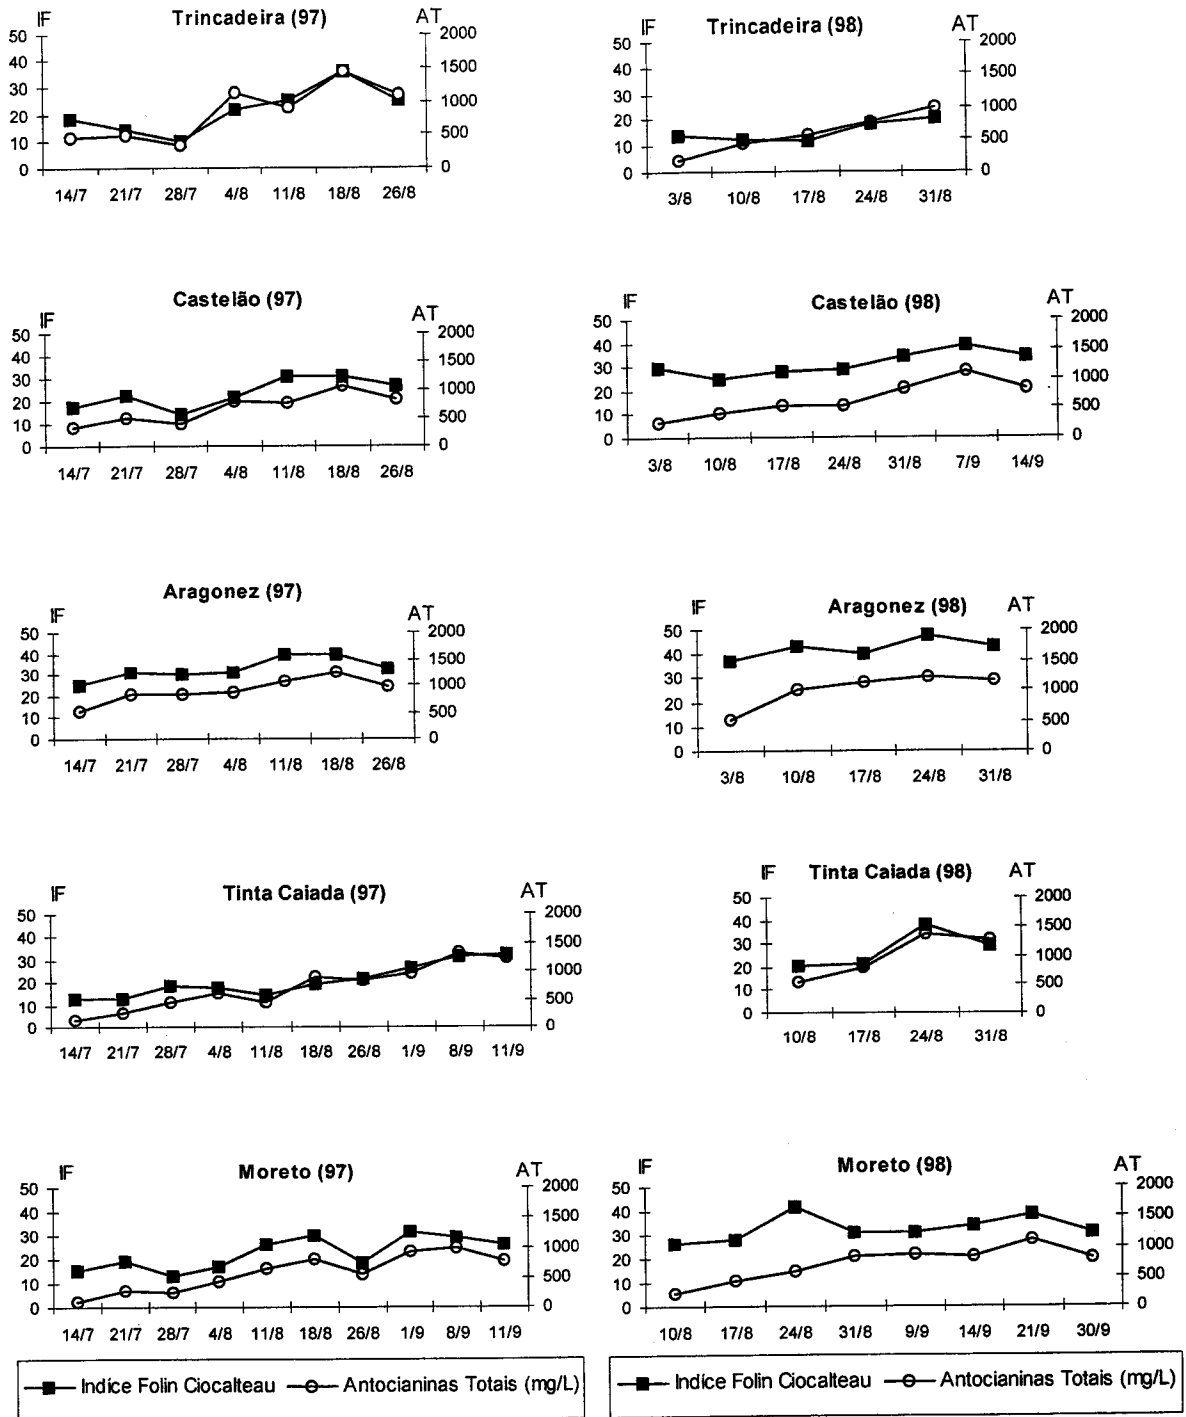 Trincadeira (97)
IF
AT
50
40
30
20
10
0
2000
1500
1000
500
0
14/7 21/7 28/7 4/8 11/8 18/8 26/8
Trincadeira (98)
IF
AT
50
40
30
20
10
0
2000
1500
1000
500
0
3/8 10/8 17/8 24/8 31/8
Castelão (97)
IF
AT
50
40
30
20
10
0
2000
1500
1000
500
0
14/7 21/7 28/7 4/8 11/8 18/8 26/8
Castelão (98)
IF
AT
50
40
30
20
10
0
2000
1500
1000
500
0
3/8 10/8 17/8 24/8 31/8 7/9 14/9
Aragonez (97)
IF
AT
50
40
30
20
10
0
2000
1500
1000
500
0
14/7 21/7 28/7 4/8 11/8 18/8 26/8
Aragonez (98)
IF
AT
50
40
30
20
10
0
2000
1500
1000
500
0
3/8 10/8 17/8 24/8 31/8
Tinta Caiada (97)
IF
AT
50
40
30
20
10
0
2000
1500
1000
500
0
14/7 21/7 28/7 4/8 11/8 18/8 26/8 1/9 8/9 11/9
Tinta Caiada (98)
IF
AT
50
40
30
20
10
0
2000
1500
1000
500
0
10/8 17/8 24/8 31/8
Moreto (97)
IF
AT
50
40
30
20
10
0
2000
1500
1000
500
0
14/7 21/7 28/7 4/8 11/8 18/8 26/8 1/9 8/9 11/9
Moreto (98)
IF
AT
50
40
30
20
10
0
2000
1500
1000
500
0
10/8 17/8 24/8 31/8 9/9 14/9 21/9 30/9
Indice Folin Ciocalteau Antocianinas Totais (mg/L)
Indice Folin Ciocalteau Antocianinas Totais (mg/L)